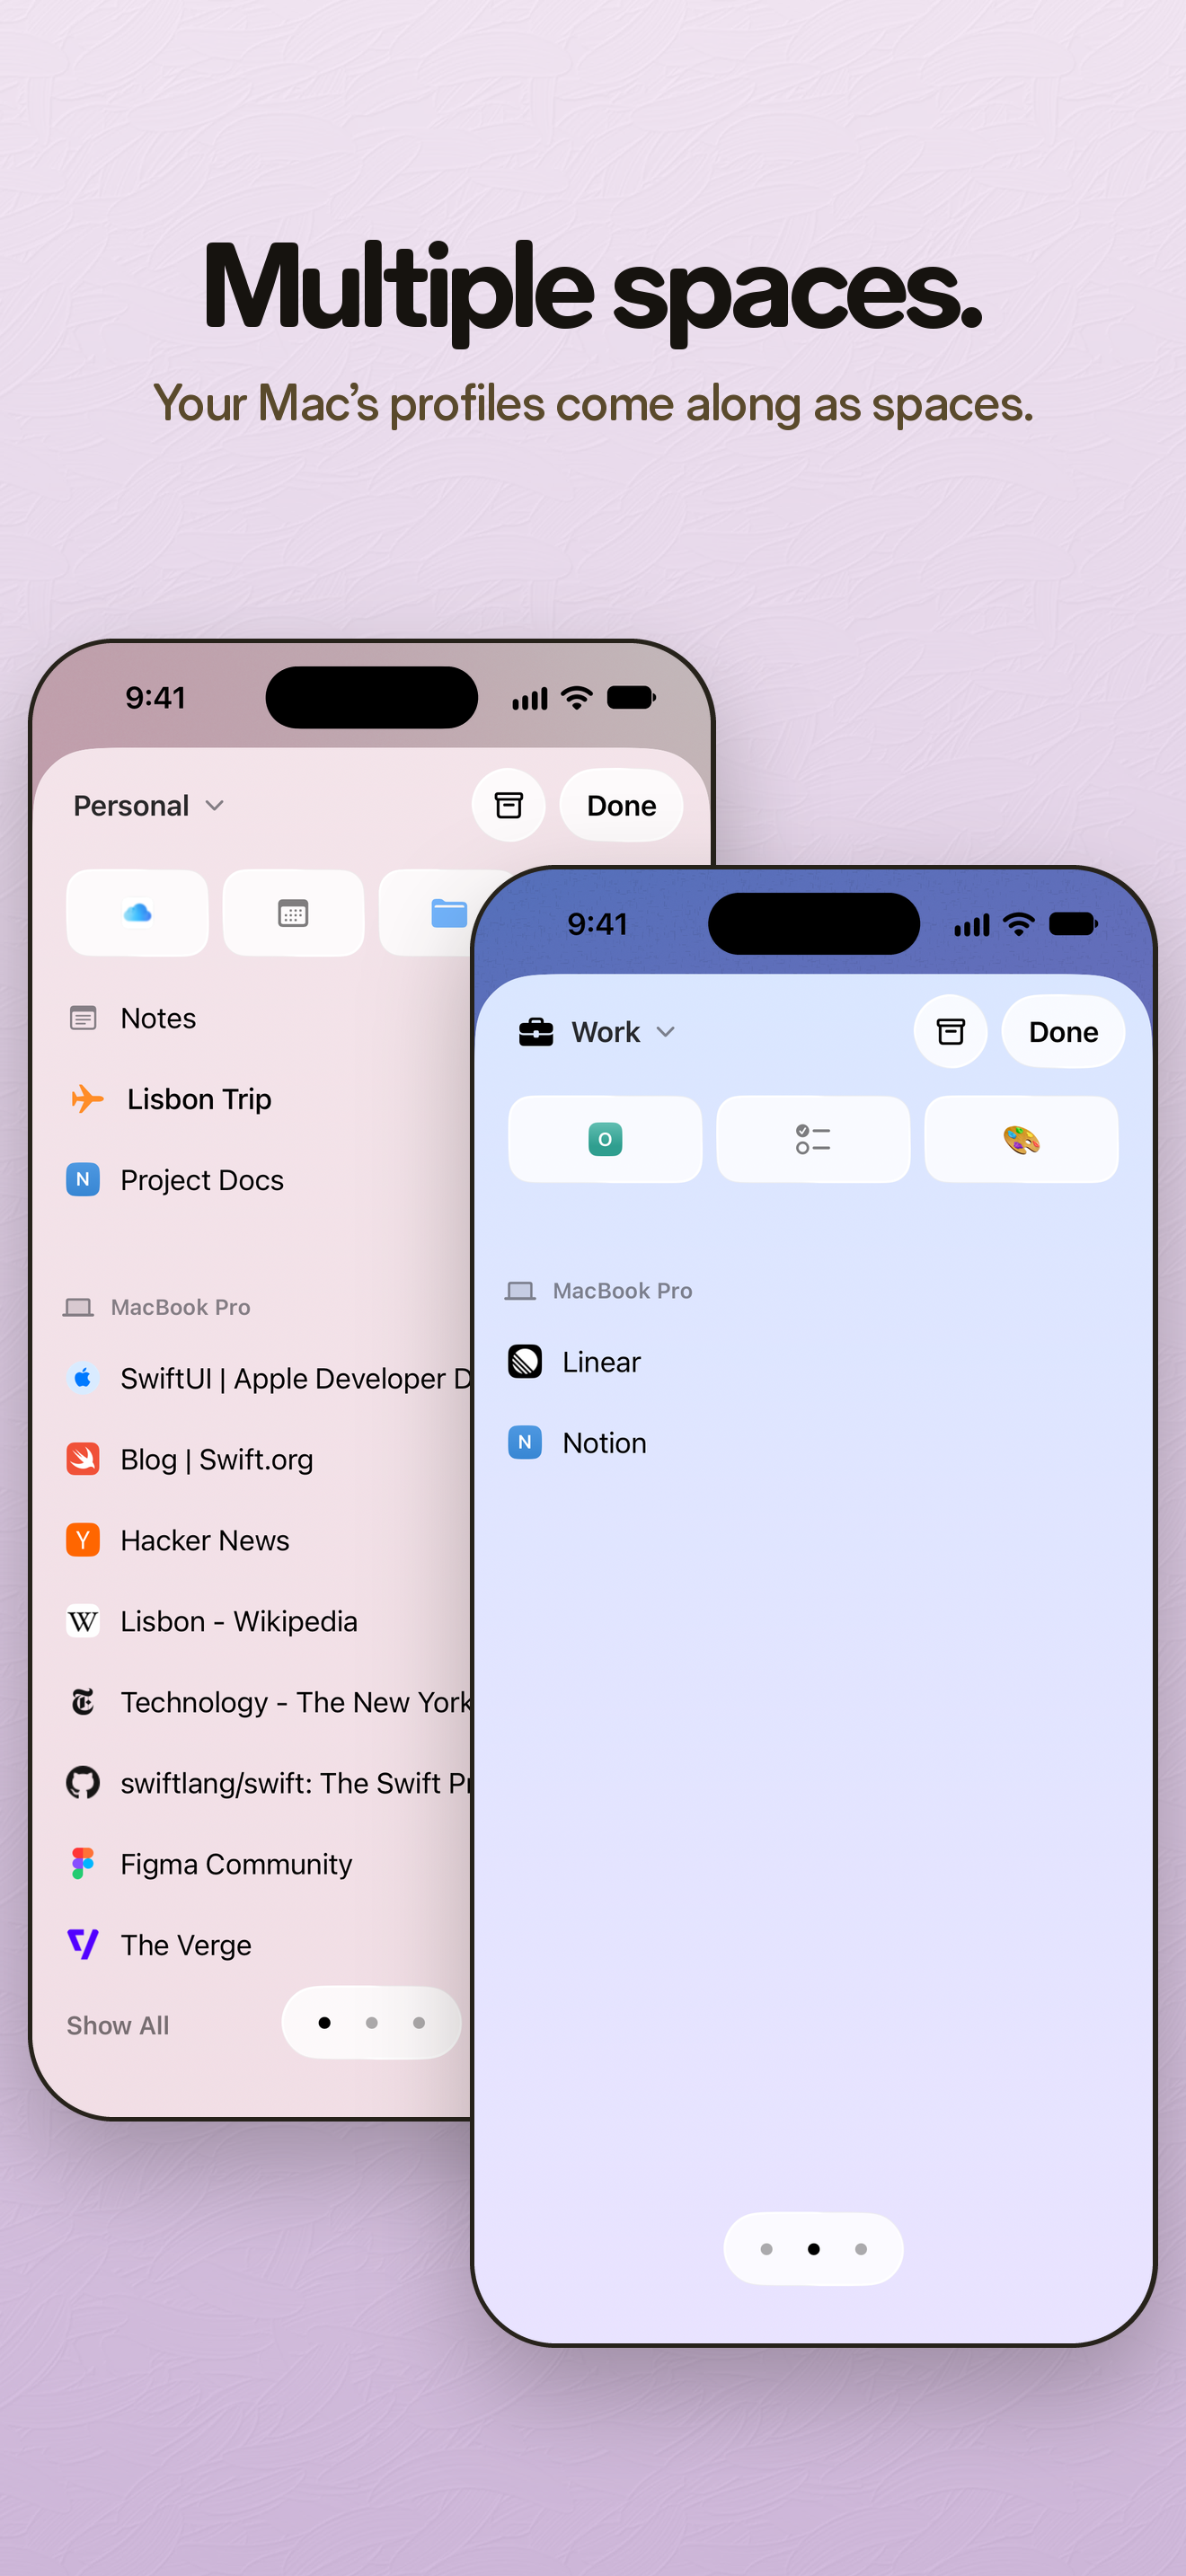 Multiple spaces.
Your Mac’s profiles come along as spaces.
9:41
Personal
Done
Notes
Lisbon Trip
N Project Docs
MacBook Pro
SwiftUI | Apple Developer D
Blog | Swift.org
Y Hacker News
W Lisbon - Wikipedia
T Technology - The New York
swiftlang/swift: The Swift Pr
Figma Community
The Verge
Show All
9:41
Work
Done
O
MacBook Pro
Linear
N Notion